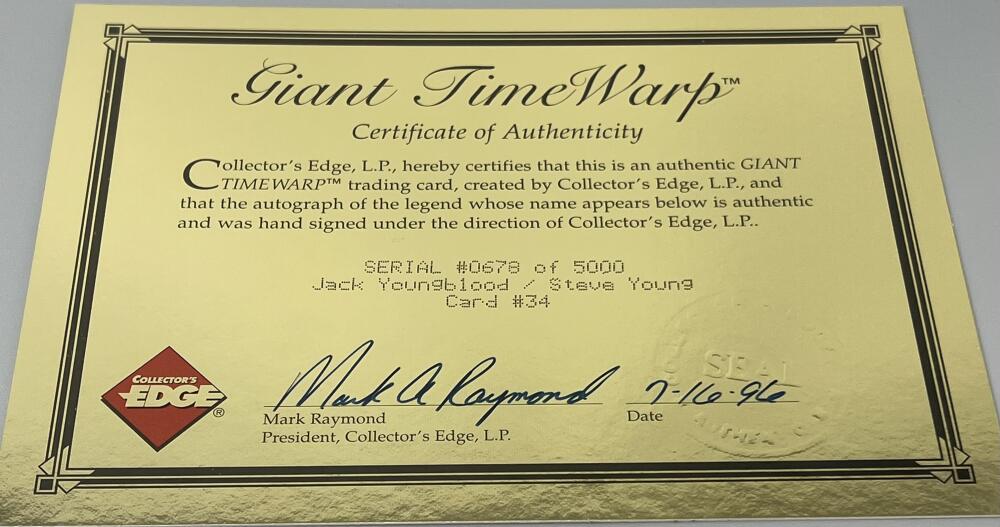 Giant TimeWarp™
Certificate of Authenticity
Collector's Edge, L.P., hereby certifies that this is an authentic GIANT
TIMEWARP™ trading card, created by Collector's Edge, L.P., and
that the autograph of the legend whose name appears below is authentic
and was hand signed under the direction of Collector's Edge, L.P..
SERIAL #0678 of 5000
Jack Youngblood / Steve Young
Card #34
SEAL
COLLECTOR'S
EDGE®
Mark A Raymond
7-16-96
Mark Raymond
Date
President, Collector's Edge, L.P.